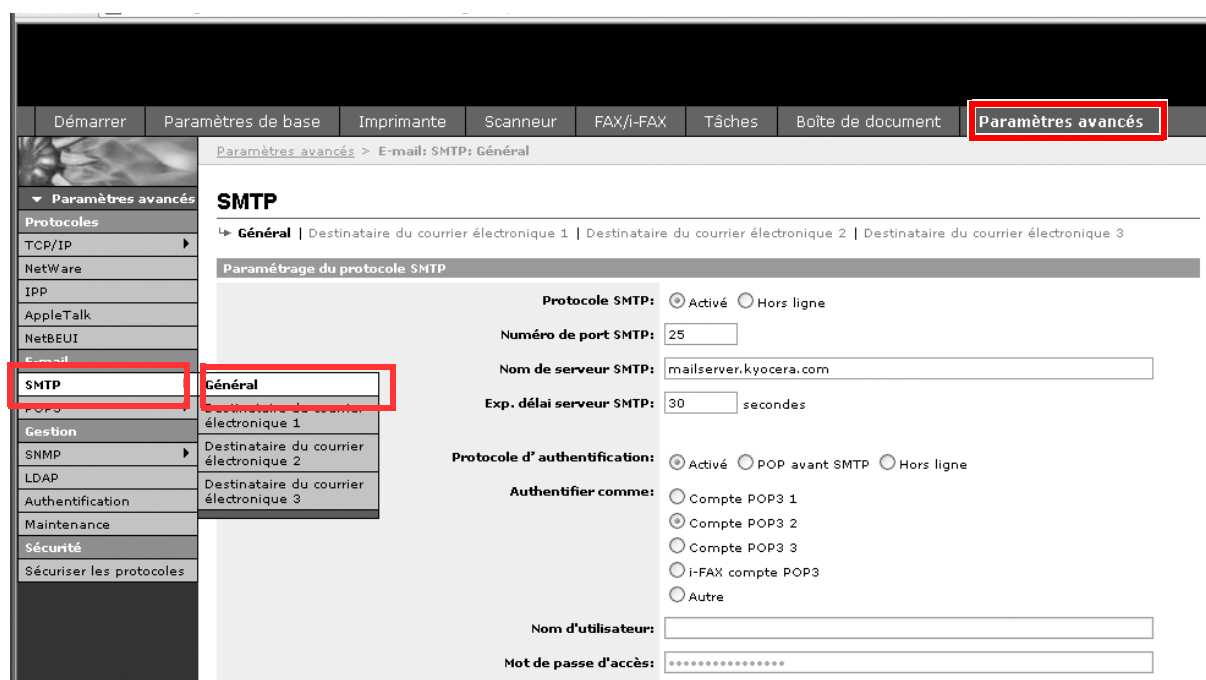 Démarrer Paramètres de base Imprimante Scanneur FAX/i-FAX Tâches Boîte de document Paramètres avancés
Paramètres avancés > E-mail: SMTP: Général
Paramètres avancés
Protocoles
TCP/IP
NetWare
IPP
AppleTalk
NetBEUI
E-mail
SMTP
POP3
Gestion
SNMP
LDAP
Authentification
Maintenance
Sécurité
Sécuriser les protocoles
Général
Destinataire du courrier
électronique 1
Destinataire du courrier
électronique 2
Destinataire du courrier
électronique 3
SMTP
Général | Destinataire du courrier électronique 1 | Destinataire du courrier électronique 2 | Destinataire du courrier électronique 3
Paramétrage du protocole SMTP
Protocole SMTP: Activé Hors ligne
Numéro de port SMTP: 25
Nom de serveur SMTP: mailserver.kyocera.com
Exp. délai serveur SMTP: 30 secondes
Protocole d'authentification: Activé POP avant SMTP Hors ligne
Authentifier comme: Compte POP3 1
Compte POP3 2
Compte POP3 3
i-FAX compte POP3
Autre
Nom d'utilisateur:
Mot de passe d'accès: ••••••••••••••••